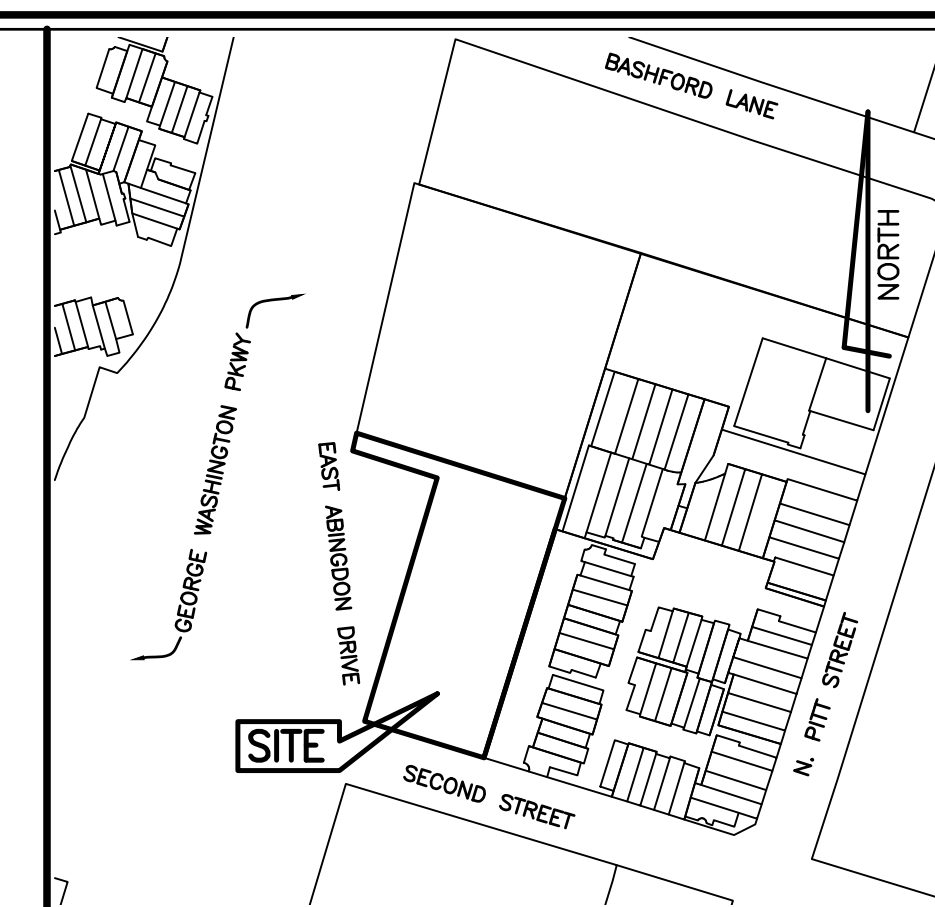 BASHFORD LANE
NORTH
GEORGE WASHINGTON PKWY
EAST ABINGDON DRIVE
N. PITT STREET
SITE
SECOND STREET